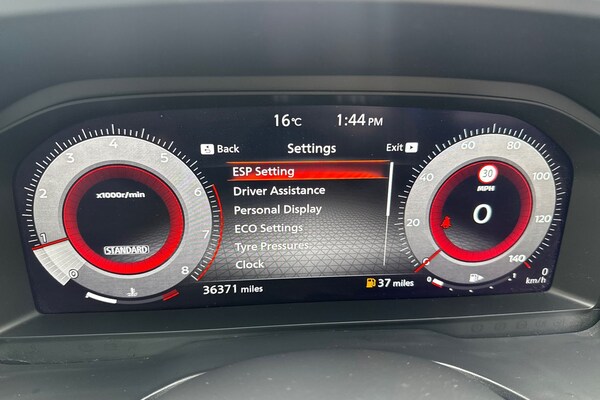 16°C 1:44 PM
Back Settings Exit
ESP Setting
Driver Assistance
Personal Display
ECO Settings
Tyre Pressures
Clock
36371 miles 37 miles
0 1 2 3 4 5 6 7 8
x1000r/min
STANDARD
0 20 40 60 80 100 120 140
30
MPH
0
0
km/h